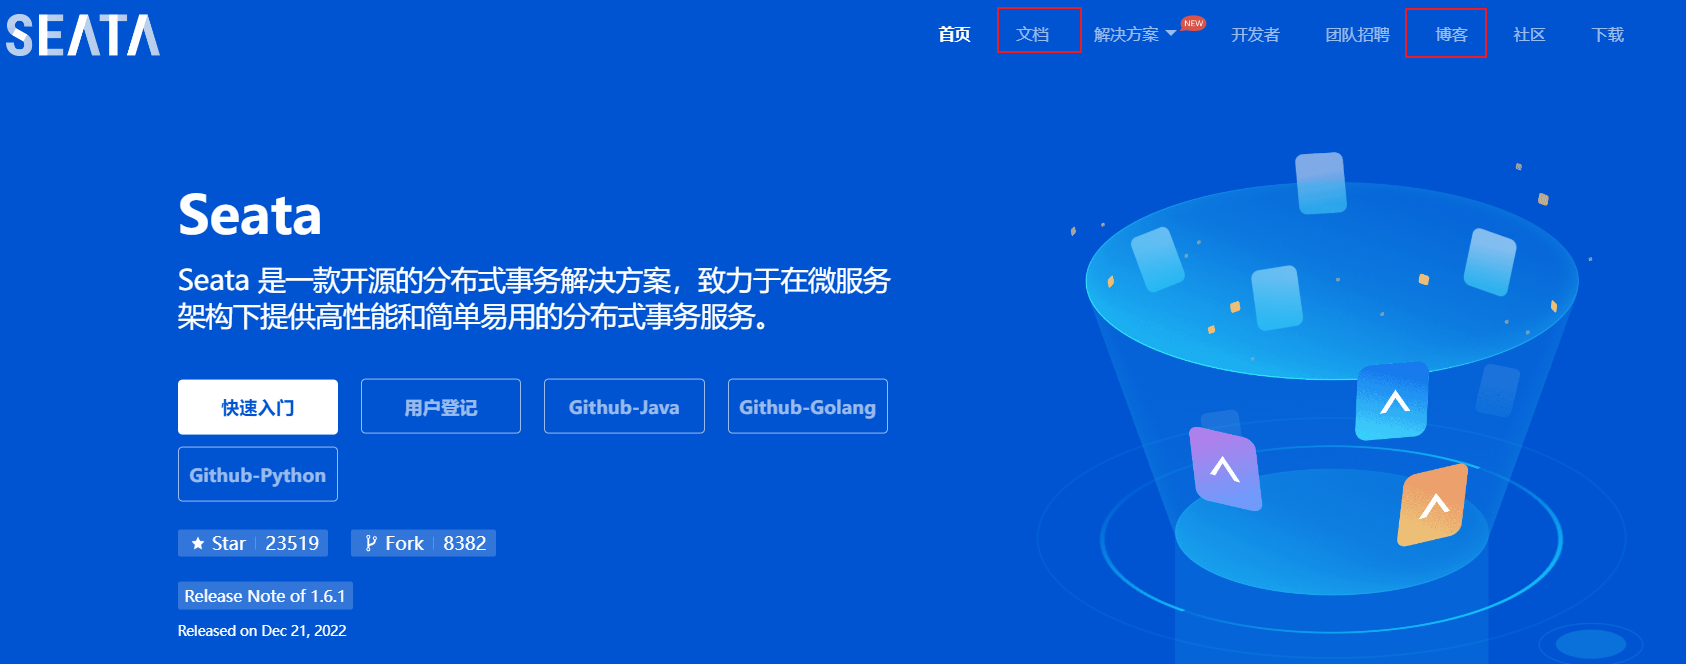 SEATA
首页 文档 解决方案 NEW 开发者 团队招聘 博客 社区 下载
Seata
Seata 是一款开源的分布式事务解决方案，致力于在微服务
架构下提供高性能和简单易用的分布式事务服务。
快速入门 用户登记 Github-Java Github-Golang
Github-Python
Star 23519 Fork 8382
Release Note of 1.6.1
Released on Dec 21, 2022